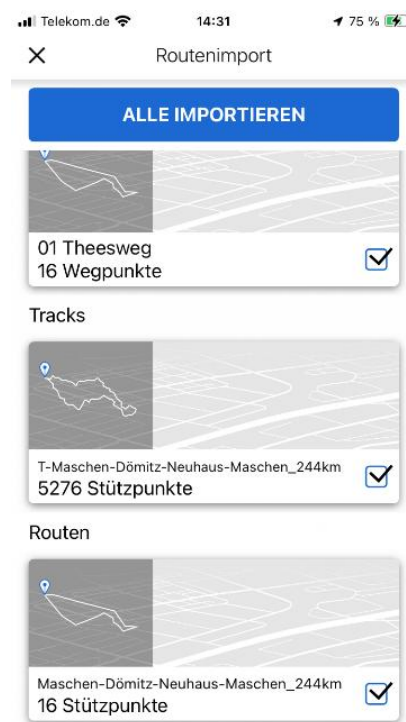 Telekom.de 14:31 75 %
Routenimport
ALLE IMPORTIEREN
01 Theesweg
16 Wegpunkte
Tracks
T-Maschen-Dömitz-Neuhaus-Maschen_244km
5276 Stützpunkte
Routen
Maschen-Dömitz-Neuhaus-Maschen_244km
16 Stützpunkte